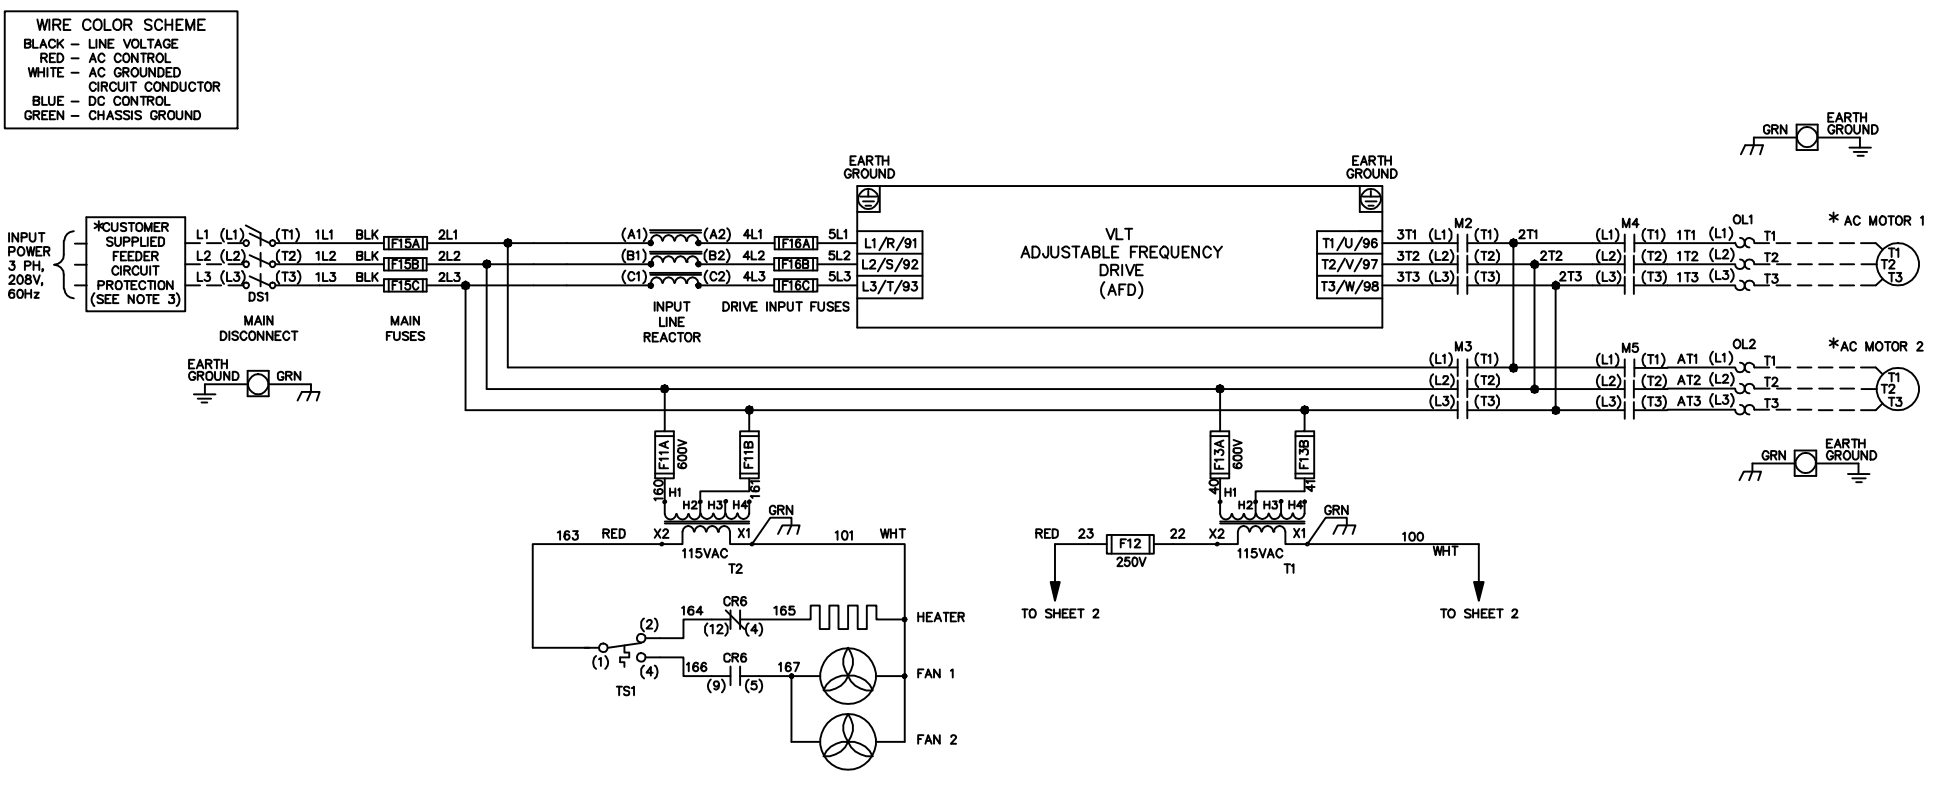 WIRE COLOR SCHEME
BLACK – LINE VOLTAGE
RED – AC CONTROL
WHITE – AC GROUNDED
CIRCUIT CONDUCTOR
BLUE – DC CONTROL
GREEN – CHASSIS GROUND
GRN
EARTH
GROUND
EARTH
GROUND
EARTH
GROUND
INPUT
POWER
3 PH,
208V,
60Hz
*CUSTOMER
SUPPLIED
FEEDER
CIRCUIT
PROTECTION
(SEE NOTE 3)
L1 (L1) (T1) 1L1 BLK F15A 2L1 (A1) (A2) 4L1 F16A 5L1 L1/R/91
L2 (L2) (T2) 1L2 BLK F15B 2L2 (B1) (B2) 4L2 F16B 5L2 L2/S/92
L3 (L3) (T3) 1L3 BLK F15C 2L3 (C1) (C2) 4L3 F16C 5L3 L3/T/93
DS1
MAIN
DISCONNECT
MAIN
FUSES
INPUT
LINE
REACTOR
DRIVE INPUT FUSES
VLT
ADJUSTABLE FREQUENCY
DRIVE
(AFD)
M2
M4
OL1
* AC MOTOR 1
T1/U/96 3T1 (L1) (T1) 2T1 (L1) (T1) 1T1 (L1) T1 T1
T2/V/97 3T2 (L2) (T2) 2T2 (L2) (T2) 1T2 (L2) T2 T2
T3/W/98 3T3 (L3) (T3) 2T3 (L3) (T3) 1T3 (L3) T3 T3
EARTH
GROUND
GRN
M3
M5
OL2
*AC MOTOR 2
(L1) (T1) (L1) (T1) AT1 (L1) T1 T1
(L2) (T2) (L2) (T2) AT2 (L2) T2 T2
(L3) (T3) (L3) (T3) AT3 (L3) T3 T3
GRN
EARTH
GROUND
F11A
600V
F11B
160
161
H1
H2 H3 H4
GRN
163 RED X2 X1 101 WHT
115VAC
T2
F13A
600V
F13B
40
41
H1
H2 H3 H4
GRN
RED 23 F12 22 X2 X1 100
WHT
250V
115VAC
T1
TO SHEET 2
TO SHEET 2
164 CR6 165
(2) (12) (4)
HEATER
(1)
TS1
(4)
166 CR6 167
(9) (5)
FAN 1
FAN 2